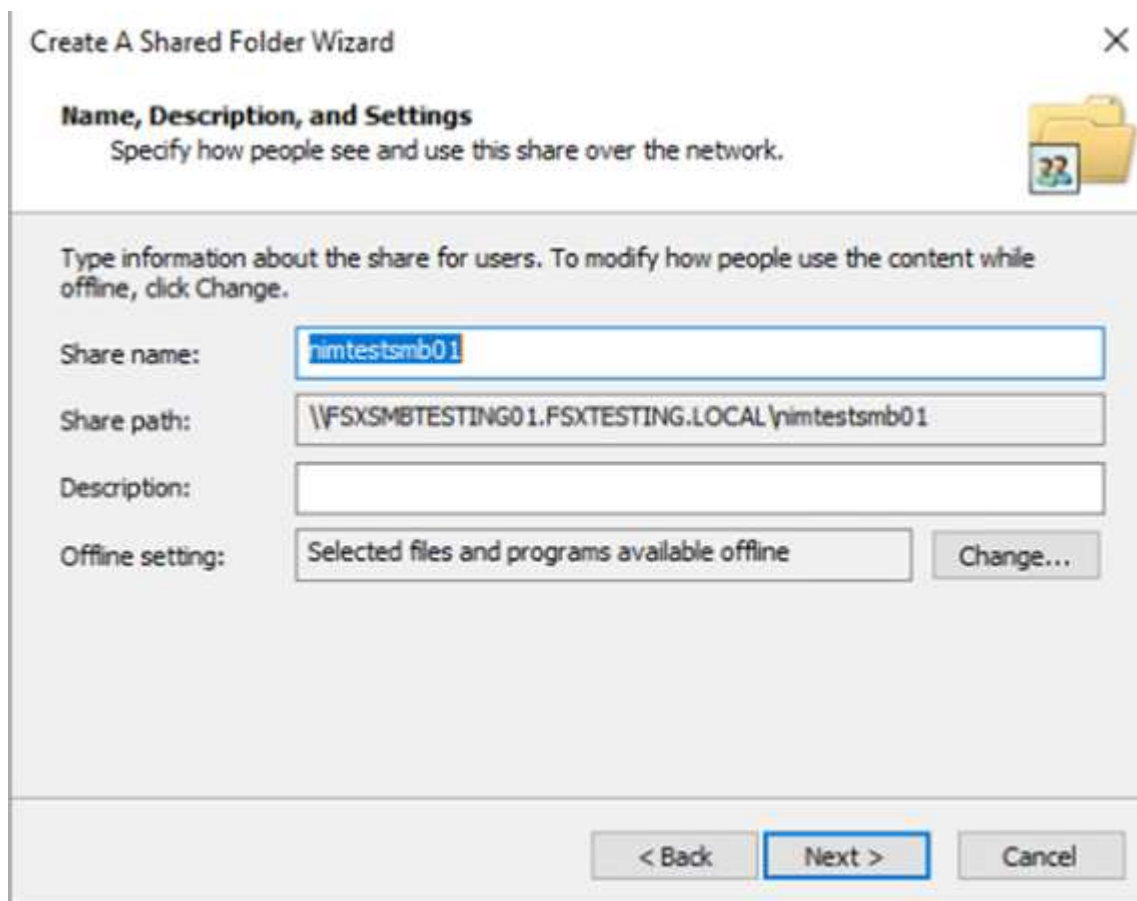 Create A Shared Folder Wizard
Name, Description, and Settings
Specify how people see and use this share over the network.
Type information about the share for users. To modify how people use the content while
offline, click Change.
Share name:
nimtestsmb01
Share path:
\\FSXSMBTESTING01.FSXTESTING.LOCAL\nimtestsmb01
Description:
Offline setting:
Selected files and programs available offline
Change...
< Back
Next >
Cancel